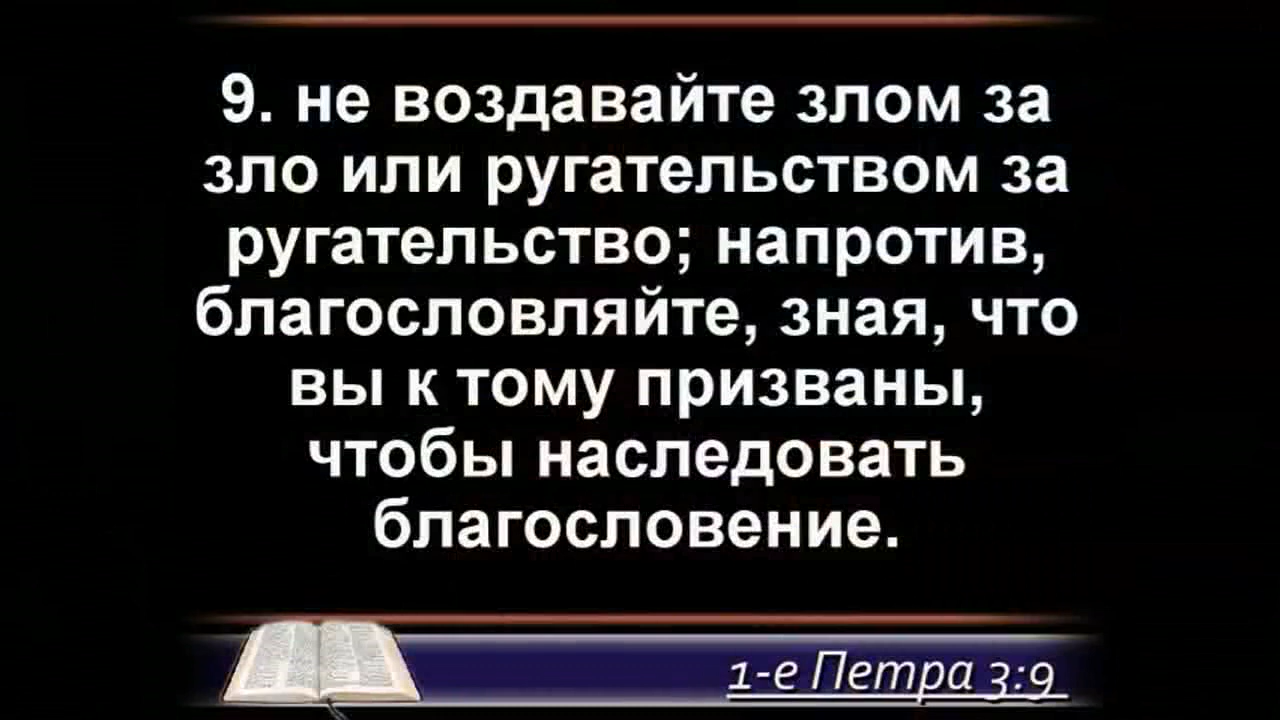 9. не воздавайте злом за
зло или ругательством за
ругательство; напротив,
благословляйте, зная, что
вы к тому призваны,
чтобы наследовать
благословение.
1-е Петра 3:9